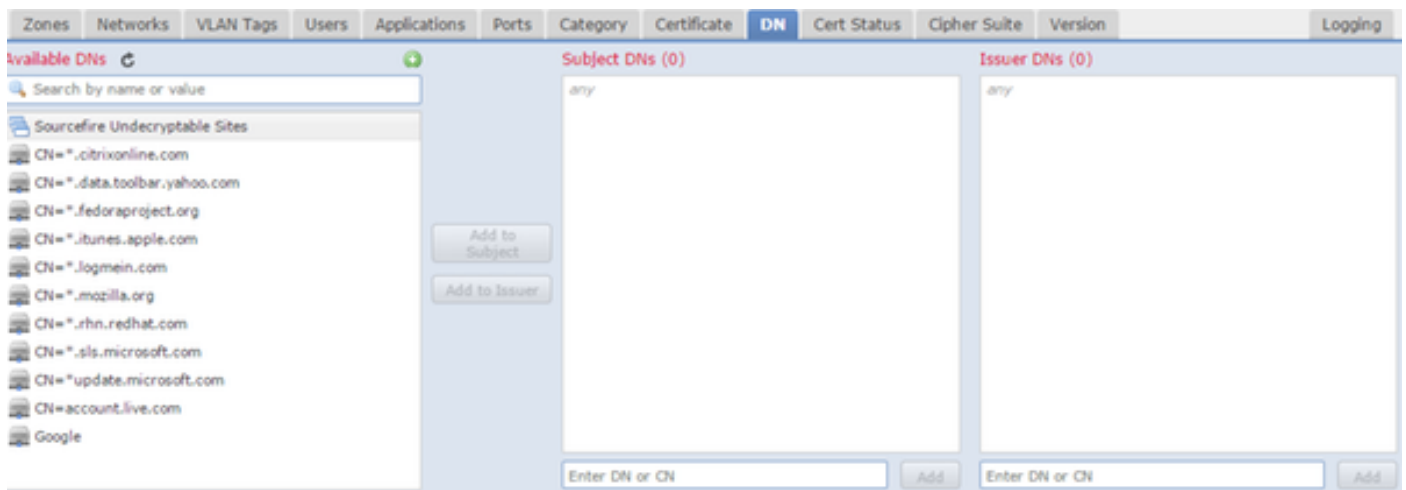 Zones Networks VLAN Tags Users Applications Ports Category Certificate DN Cert Status Cipher Suite Version Logging
Available DNs
Search by name or value
Sourcefire Undecryptable Sites
CN=*.citrixonline.com
CN=*.data.toolbar.yahoo.com
CN=*.fedoraproject.org
CN=*.itunes.apple.com
CN=*.logmein.com
CN=*.mozilla.org
CN=*.rhn.redhat.com
CN=*.sls.microsoft.com
CN=*update.microsoft.com
CN=account.live.com
Google
Add to
Subject
Add to Issuer
Subject DNs (0)
any
Enter DN or CN Add
Issuer DNs (0)
any
Enter DN or CN Add